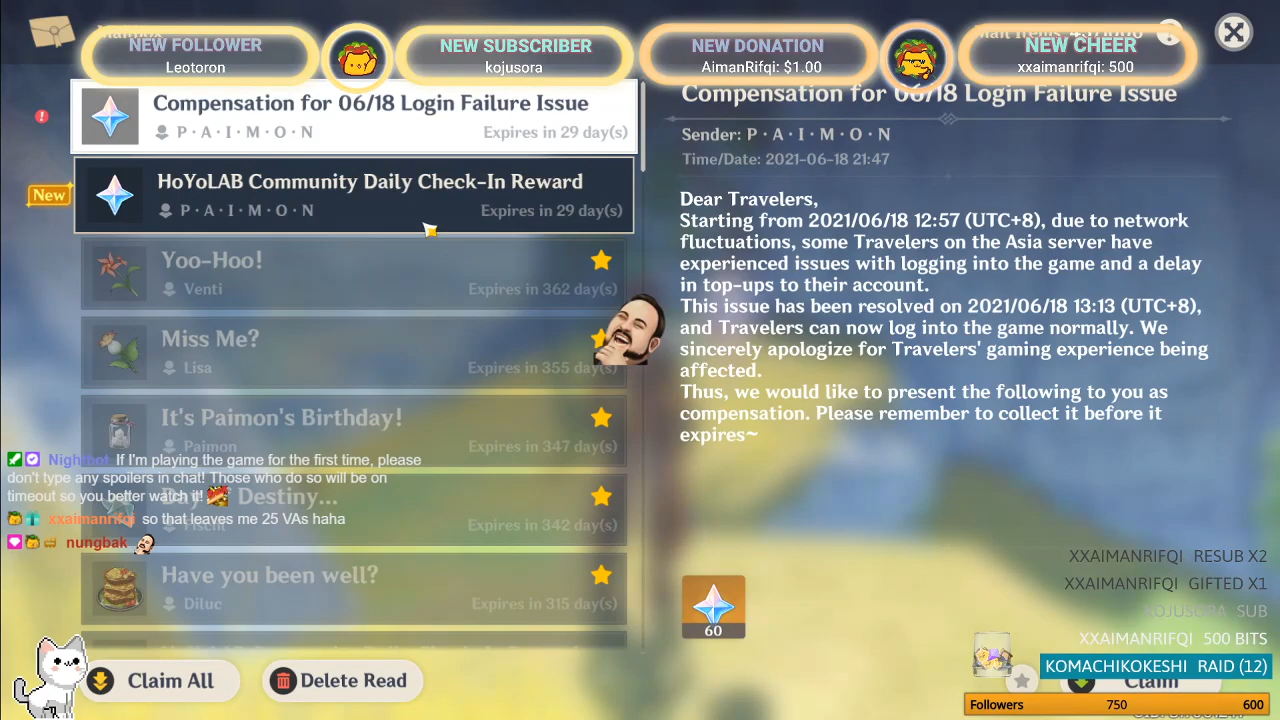 NEW FOLLOWER
Leotoron
NEW SUBSCRIBER
kojusora
NEW DONATION
AimanRifqi: $1.00
NEW CHEER
xxaimanrifqi: 500
Compensation for 06/18 Login Failure Issue
P·A·I·M·O·N
Expires in 29 day(s)
New
HoYoLAB Community Daily Check-In Reward
P·A·I·M·O·N
Expires in 29 day(s)
Yoo-Hoo!
Venti
Expires in 362 day(s)
Miss Me?
Lisa
Expires in 355 day(s)
It's Paimon's Birthday!
Paimon
Expires in 347 day(s)
Destiny...
Fischl
Expires in 342 day(s)
Have you been well?
Diluc
Expires in 315 day(s)
Nightbot If I'm playing the game for the first time, please
don't type any spoilers in chat! Those who do so will be on
timeout so you better watch it!
xxaimanrifqi so that leaves me 25 VAs haha
nungbak
Claim All
Delete Read
Compensation for 06/18 Login Failure Issue
Sender: P·A·I·M·O·N
Time/Date: 2021-06-18 21:47
Dear Travelers,
Starting from 2021/06/18 12:57 (UTC+8), due to network
fluctuations, some Travelers on the Asia server have
experienced issues with logging into the game and a delay
in top-ups to their account.
This issue has been resolved on 2021/06/18 13:13 (UTC+8),
and Travelers can now log into the game normally. We
sincerely apologize for Travelers' gaming experience being
affected.
Thus, we would like to present the following to you as
compensation. Please remember to collect it before it
expires~
60
XXAIMANRIFQI RESUB X2
XXAIMANRIFQI GIFTED X1
KOJUSORA SUB
XXAIMANRIFQI 500 BITS
KOMACHIKOKESHI RAID (12)
Claim
Followers 750 600